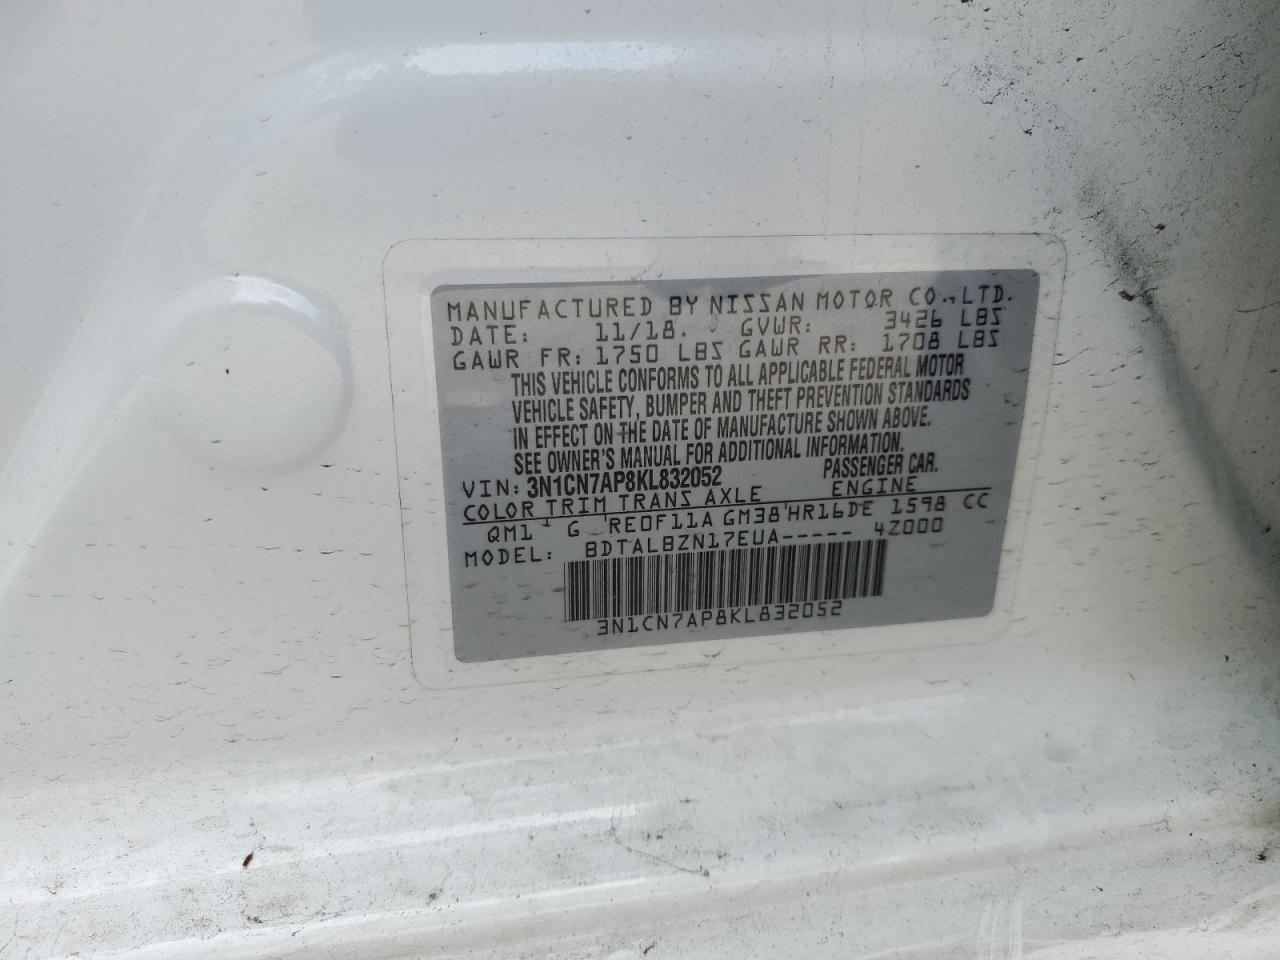 MANUFACTURED BY NISSAN MOTOR CO., LTD.
DATE: 11/18. GVWR: 3426 LBS
GAWR FR: 1750 LBS GAWR RR: 1708 LBS
THIS VEHICLE CONFORMS TO ALL APPLICABLE FEDERAL MOTOR
VEHICLE SAFETY, BUMPER AND THEFT PREVENTION STANDARDS
IN EFFECT ON THE DATE OF MANUFACTURE SHOWN ABOVE.
SEE OWNER'S MANUAL FOR ADDITIONAL INFORMATION.
VIN: 3N1CN7AP8KL832052 PASSENGER CAR.
COLOR TRIM TRANS AXLE ENGINE
QM1 G RE0F11A GM38 HR16DE 1598 CC
MODEL: BDTALBZN17EUA----- 4Z000
3N1CN7AP8KL832052